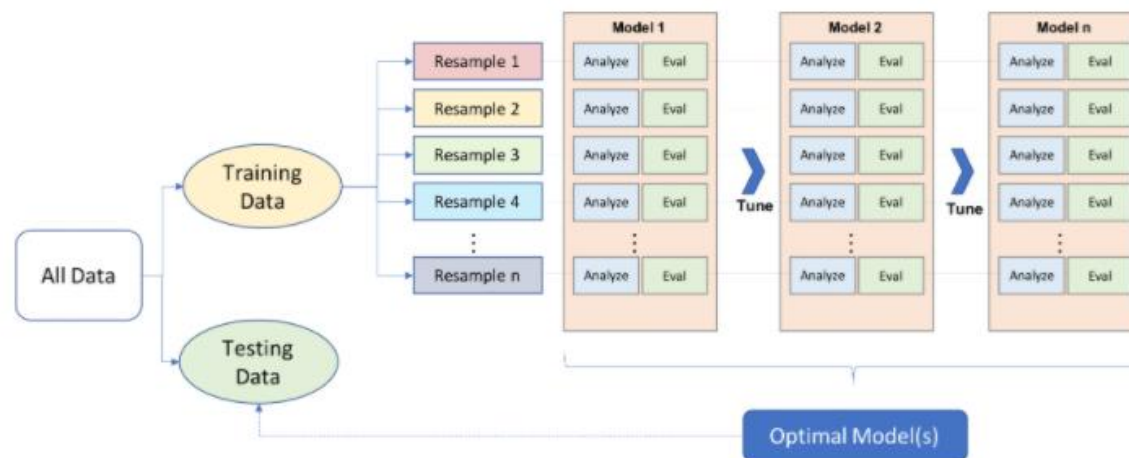 Model 1
Model 2
Model n
Resample 1
Analyze
Eval
Analyze
Eval
Analyze
Eval
Resample 2
Analyze
Eval
Analyze
Eval
Analyze
Eval
Resample 3
Analyze
Eval
Analyze
Eval
Analyze
Eval
Training
Data
Tune
Tune
Resample 4
Analyze
Eval
Analyze
Eval
Analyze
Eval
All Data
Resample n
Analyze
Eval
Analyze
Eval
Analyze
Eval
Testing
Data
Optimal Model(s)